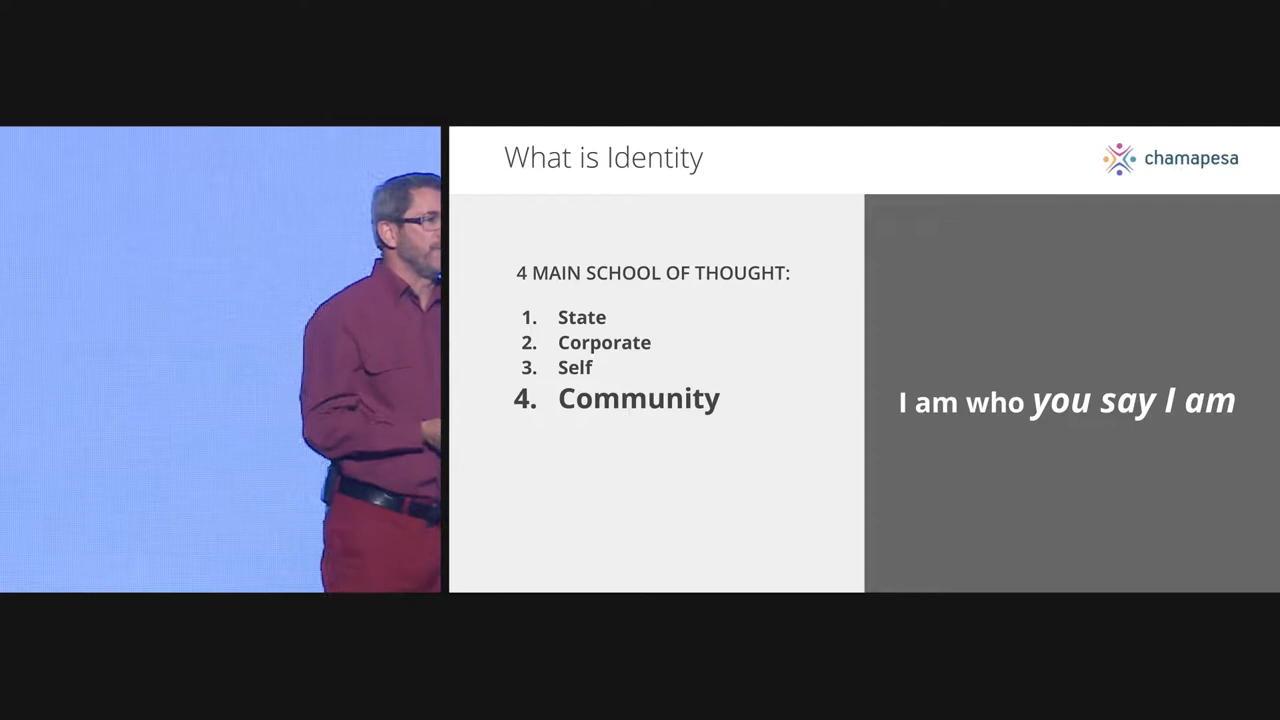 What is Identity
chamapesa
4 MAIN SCHOOL OF THOUGHT:
1. State
2. Corporate
3. Self
4. Community
I am who you say I am